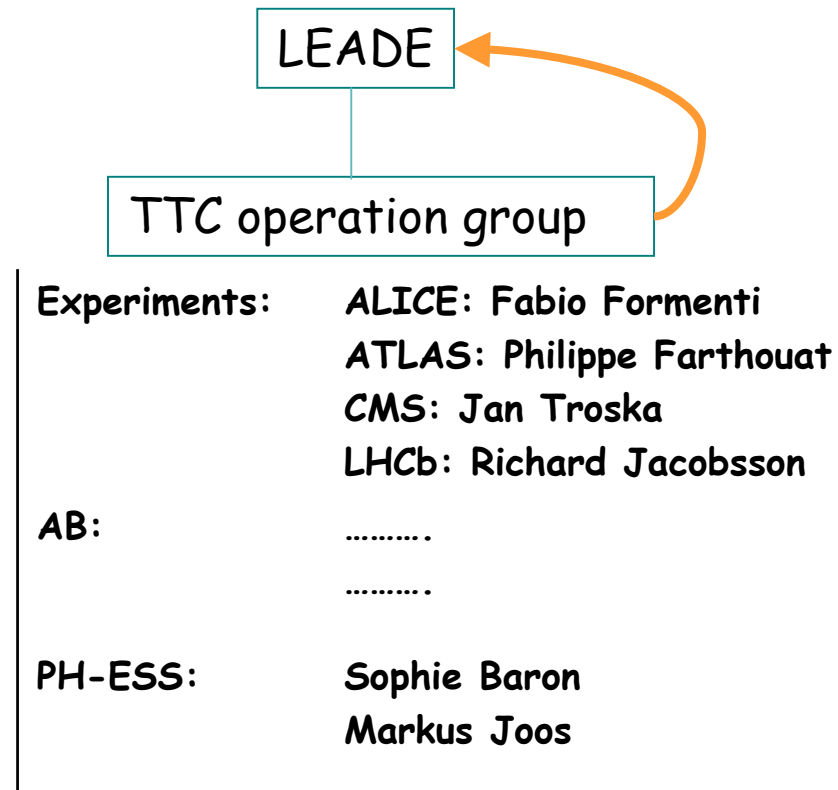 LEADE
TTC operation group
Experiments: ALICE: Fabio Formenti
ATLAS: Philippe Farthouat
CMS: Jan Troska
LHCb: Richard Jacobsson
AB: ……….
……….
PH-ESS: Sophie Baron
Markus Joos